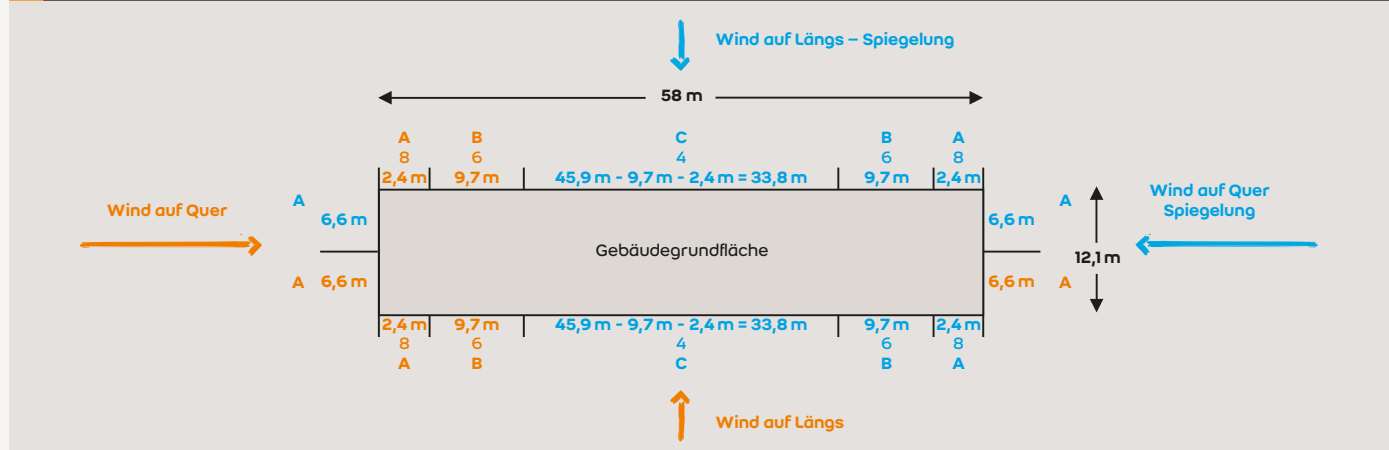 Wind auf Längs – Spiegelung
58 m
A B C B A
8 6 4 6 8
2,4 m 9,7 m 45,9 m - 9,7 m - 2,4 m = 33,8 m 9,7 m 2,4 m
Wind auf Quer
A
6,6 m
A 6,6 m
Gebäudegrundfläche
6,6 m
A
6,6 m A
12,1 m
Wind auf Quer
Spiegelung
2,4 m 9,7 m 45,9 m - 9,7 m - 2,4 m = 33,8 m 9,7 m 2,4 m
8 6 4 6 8
A B C B A
Wind auf Längs